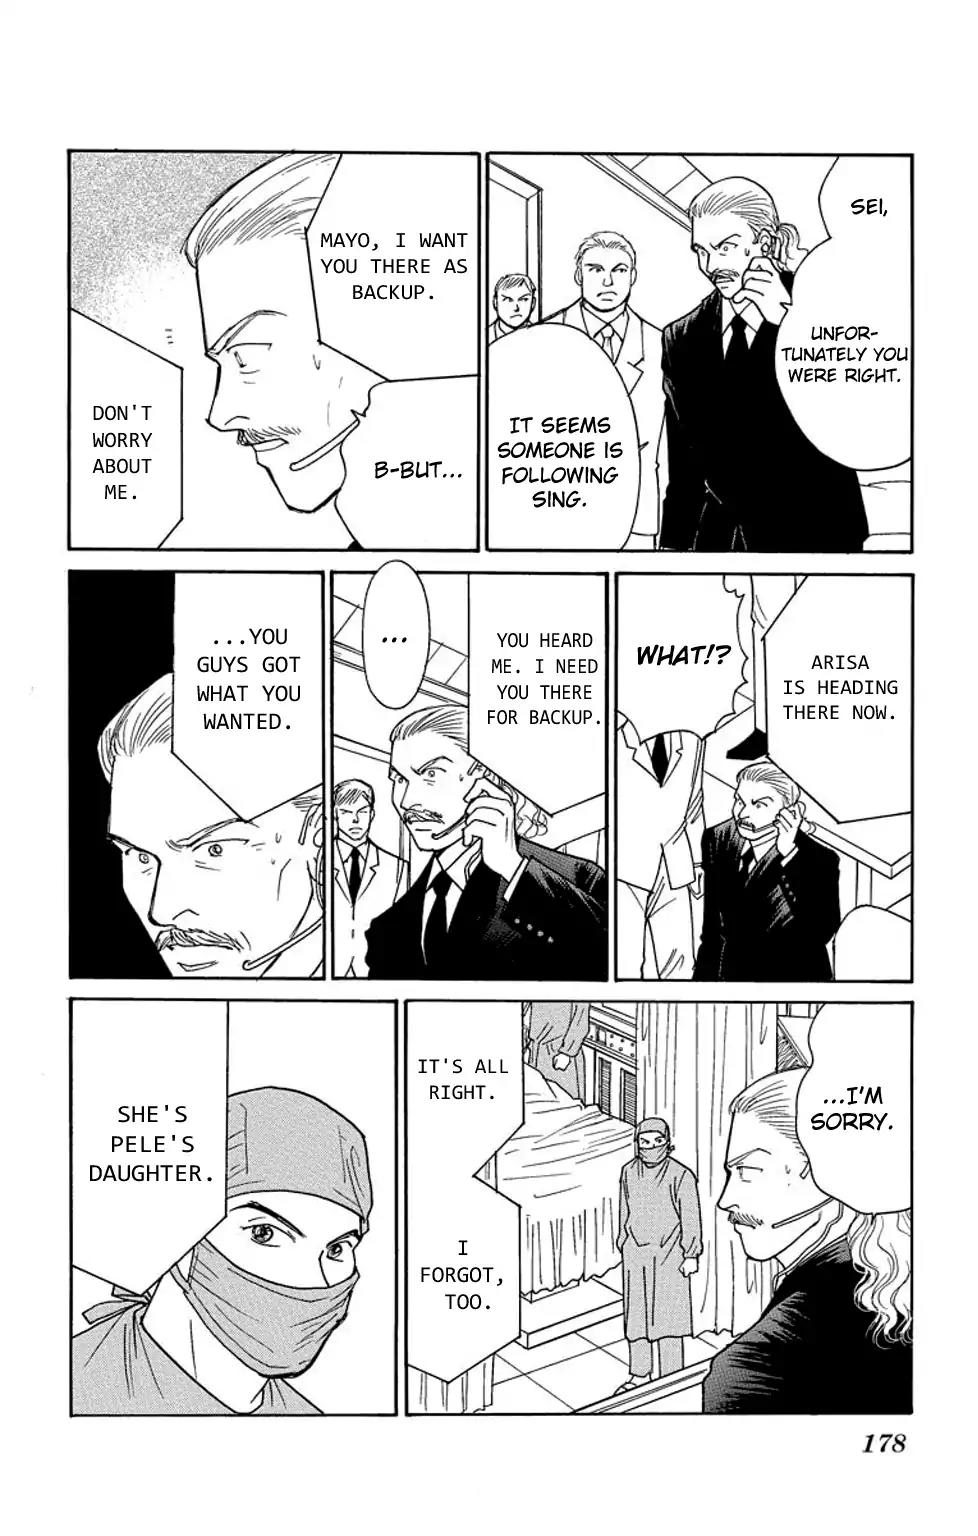 SEI,
UNFOR-
TUNATELY YOU
WERE RIGHT.
IT SEEMS
SOMEONE IS
FOLLOWING
SING.
MAYO, I WANT
YOU THERE AS
BACKUP.
B-BUT...
DON'T
WORRY
ABOUT
ME.
ARISA
IS HEADING
THERE NOW.
WHAT!?
YOU HEARD
ME. I NEED
YOU THERE
FOR BACKUP.
...
...YOU
GUYS GOT
WHAT YOU
WANTED.
...I'M
SORRY.
IT'S ALL
RIGHT.
I
FORGOT,
TOO.
SHE'S
PELE'S
DAUGHTER.
178